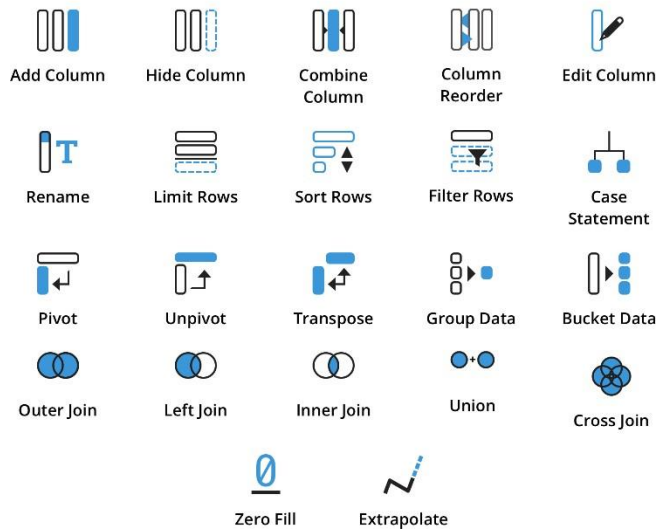 Add Column
Hide Column
Combine
Column
Column
Reorder
Edit Column
T
Rename
Limit Rows
Sort Rows
Filter Rows
Case
Statement
Pivot
Unpivot
Transpose
Group Data
Bucket Data
Outer Join
Left Join
Inner Join
+
Union
Cross Join
0
Zero Fill
Extrapolate